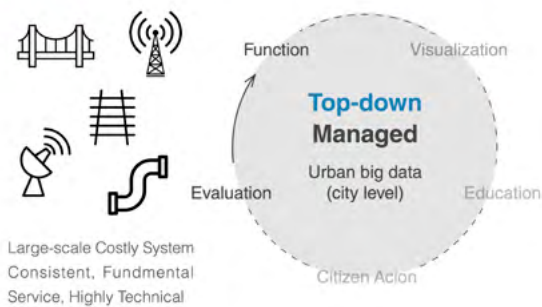 Function
Visualization
Top-down
Managed
Urban big data
(city level)
Evaluation
Education
Citizen Acion
Large-scale Costly System
Consistent, Fundmental
Service, Highly Technical